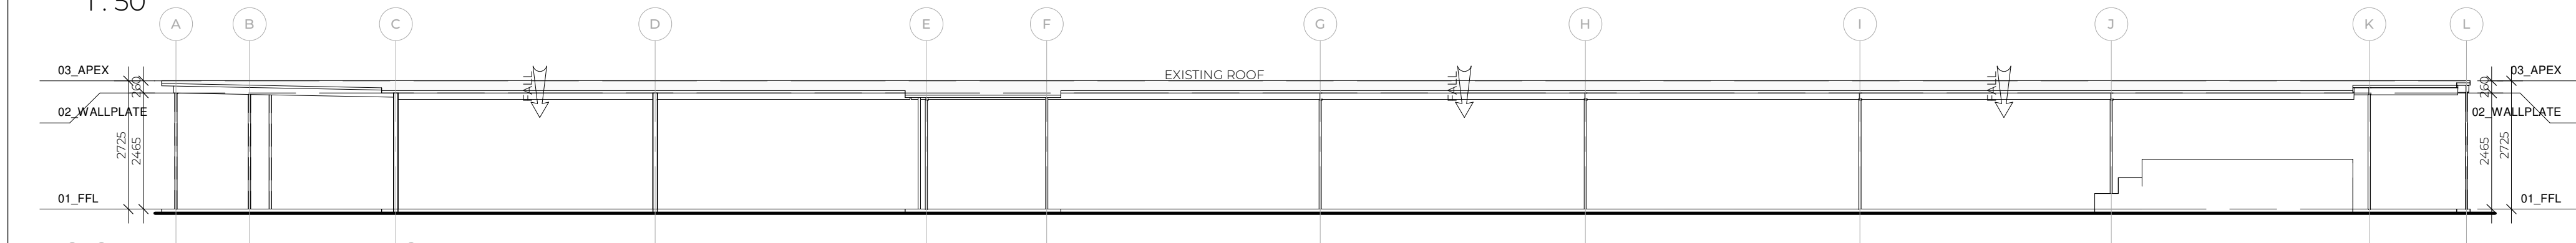 1 : 50
A B C D E F G H I J K L
03_APEX
260
FALL
EXISTING ROOF
FALL
FALL
260
03_APEX
02_WALLPLATE
02_WALLPLATE
2725
2465
2465
2725
01_FFL
01_FFL